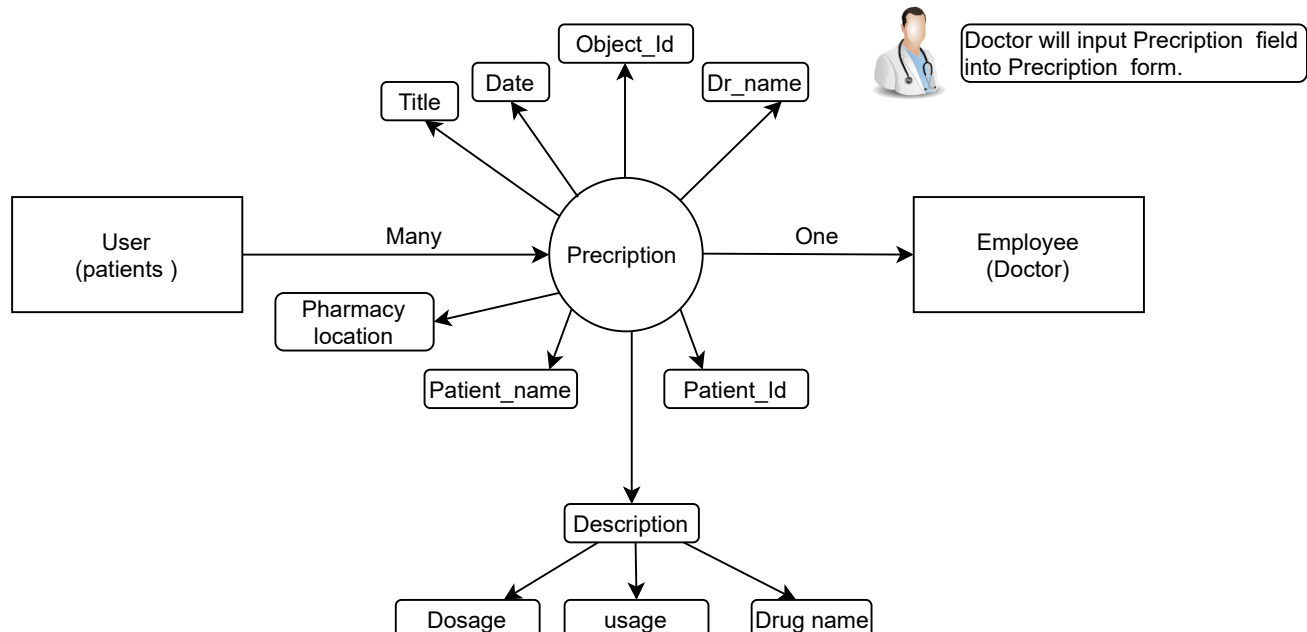 Object_Id
Doctor will input Precription field
into Precription form.
Date
Dr_name
Title
User
(patients )
Many
Precription
One
Employee
(Doctor)
Pharmacy
location
Patient_name
Patient_Id
Description
Dosage
usage
Drug name